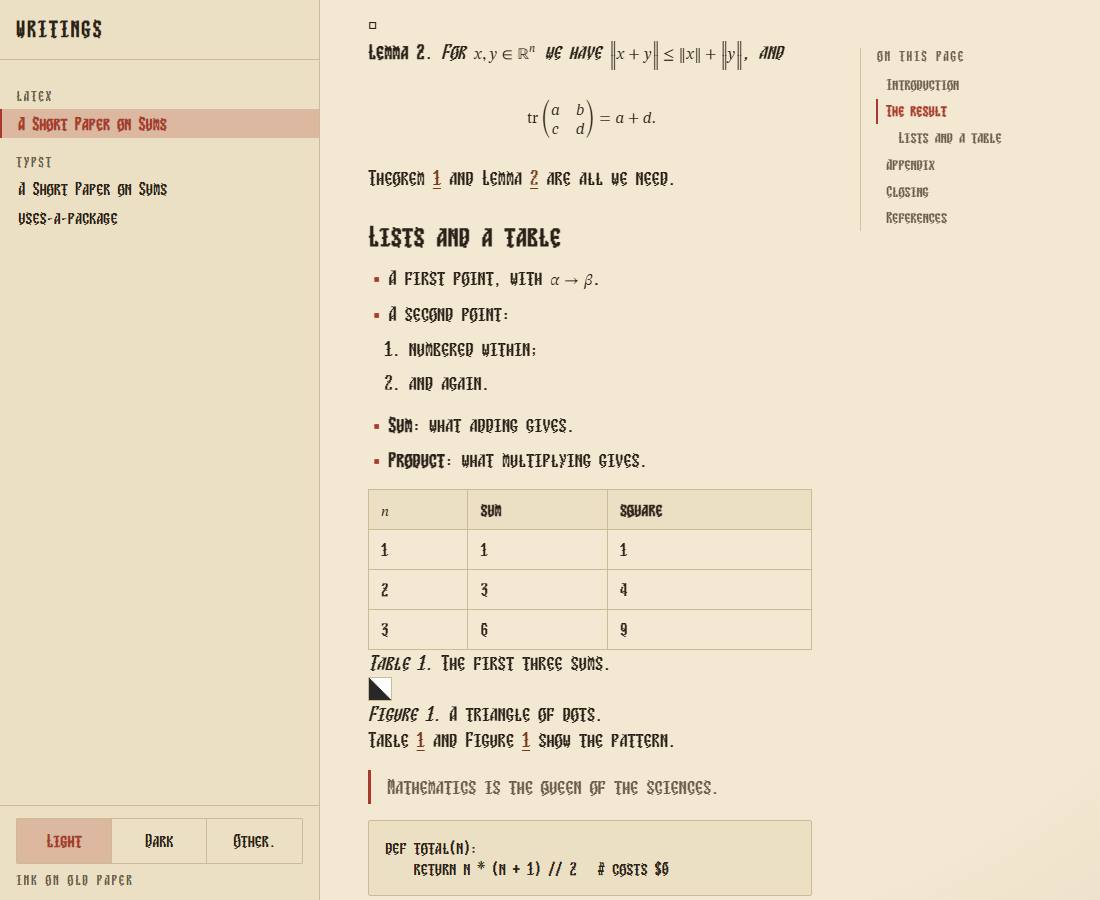 WRITINGS
LATEX
A Short Paper on Sums
TYPST
A Short Paper on Sums
uses-a-package
Light
Dark
Other.
INK ON OLD PAPER
□
Lemma 2. For x, y ∈ ℝⁿ we have ‖x + y‖ ≤ ‖x‖ + ‖y‖, and
tr(a b
c d) = a + d.
Theorem 1 and Lemma 2 are all we need.
Lists and a table
▪ A first point, with α → β.
▪ A second point:
1. numbered within;
2. and again.
▪ Sum: what adding gives.
▪ Product: what multiplying gives.
n sum square
1 1 1
2 3 4
3 6 9
Table 1. The first three sums.
Figure 1. A triangle of dots.
Table 1 and Figure 1 show the pattern.
Mathematics is the queen of the sciences.
def total(n):
return n * (n + 1) // 2 # costs $0
ON THIS PAGE
Introduction
The result
Lists and a table
Appendix
Closing
References